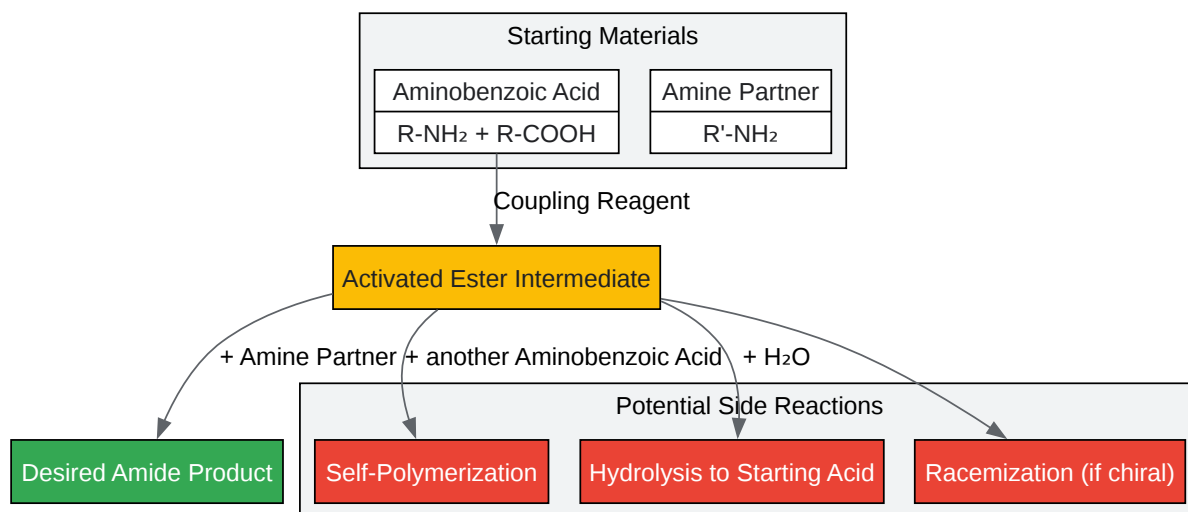 Starting Materials
Aminobenzoic Acid
R-NH₂ + R-COOH
Amine Partner
R'-NH₂
Coupling Reagent
Activated Ester Intermediate
+ Amine Partner
+ another Aminobenzoic Acid
+ H₂O
Potential Side Reactions
Desired Amide Product
Self-Polymerization
Hydrolysis to Starting Acid
Racemization (if chiral)